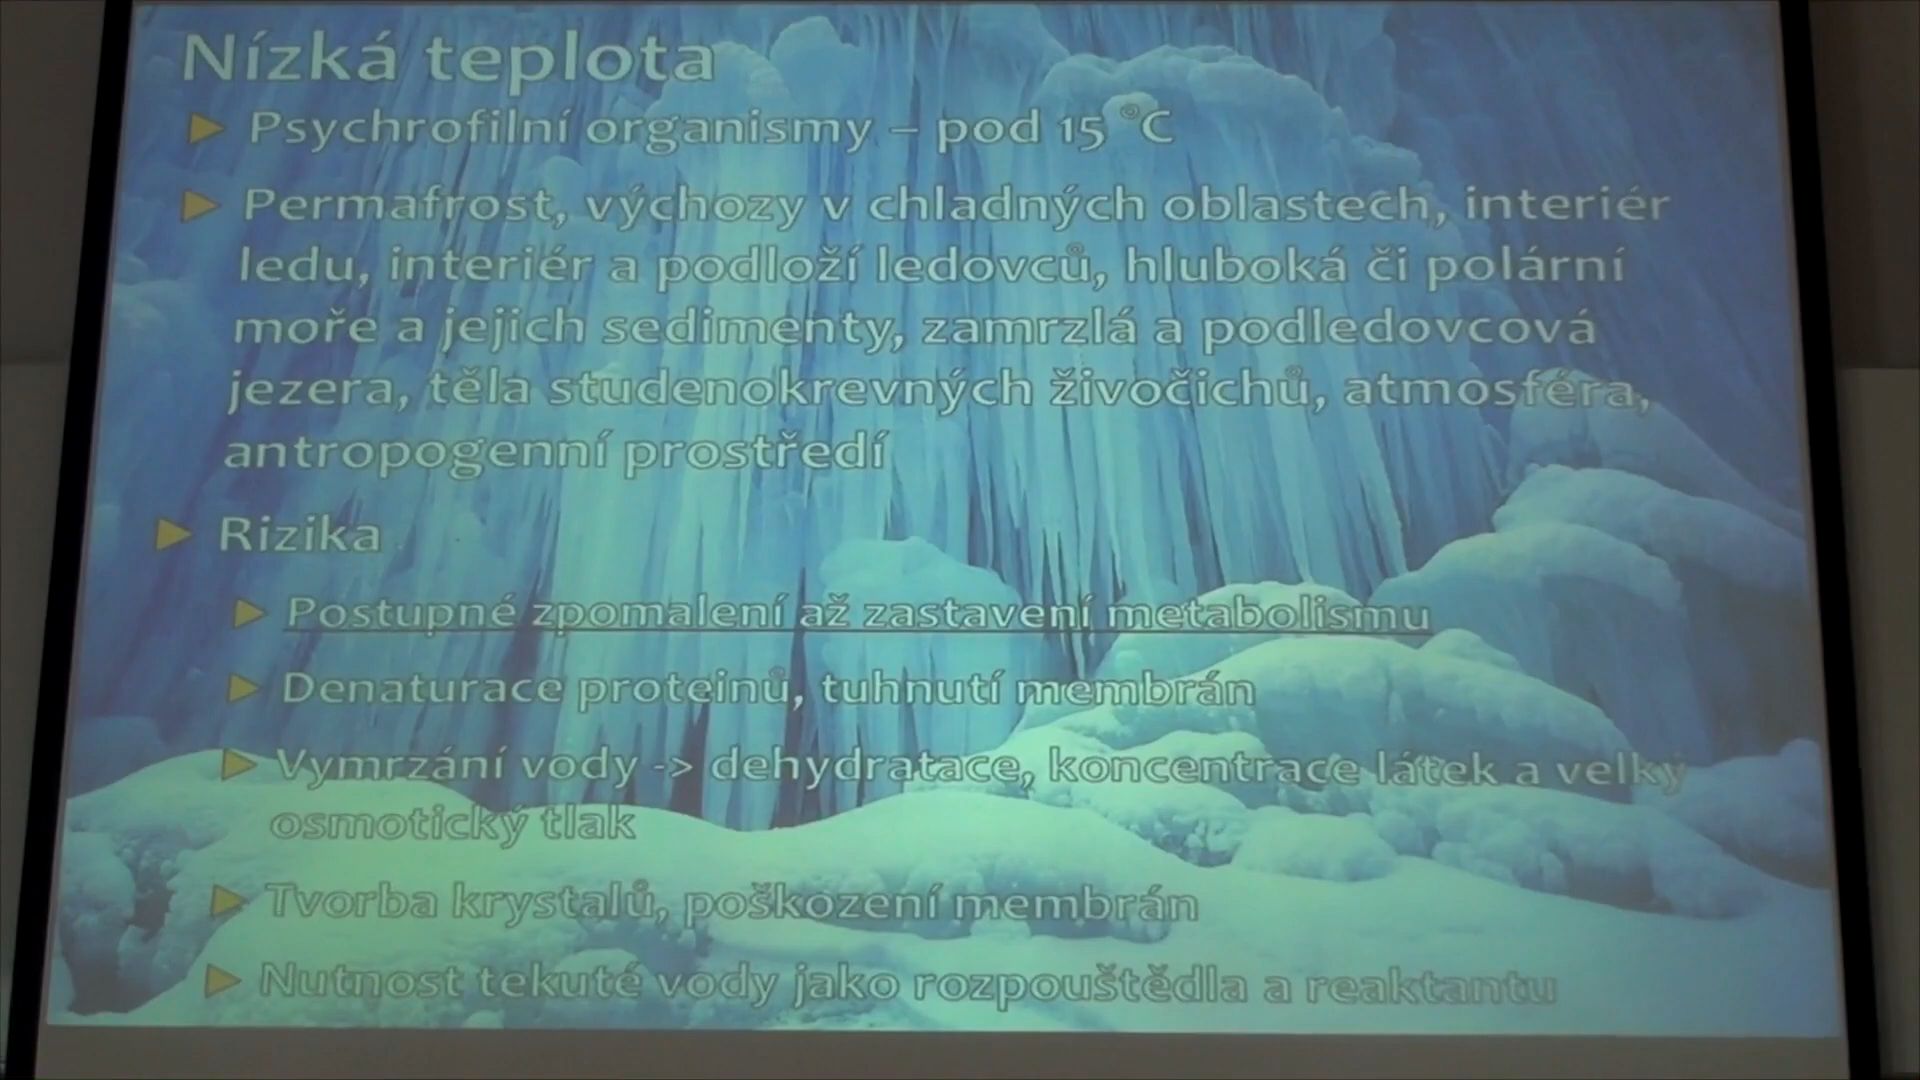 Nízká teplota
Psychrofilní organismy – pod 15 °C
Permafrost, výchozy v chladných oblastech, interiér
ledu, interiér a podloží ledovců, hluboká či polární
moře a jejich sedimenty, zamrzlá a podledovcová
jezera, těla studenokrevných živočichů, atmosféra,
antropogenní prostředí
Rizika
Postupné zpomalení až zastavení metabolismu
Denaturace proteinů, tuhnutí membrán
Vymrzání vody -> dehydratace, koncentrace látek a velký
osmotický tlak
Tvorba krystalů, poškození membrán
Nutnost tekuté vody jako rozpouštědla a reaktantu